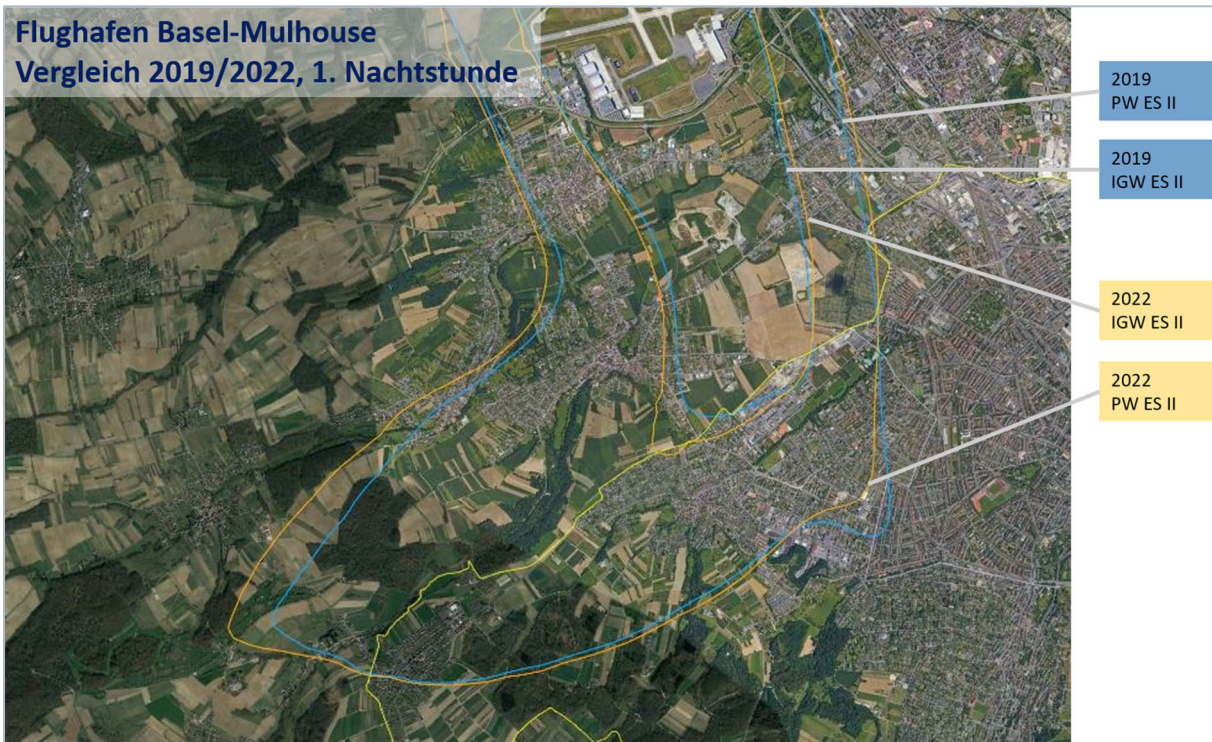 Flughafen Basel-Mulhouse
Vergleich 2019/2022, 1. Nachtstunde
2019
PW ES II
2019
IGW ES II
2022
IGW ES II
2022
PW ES II